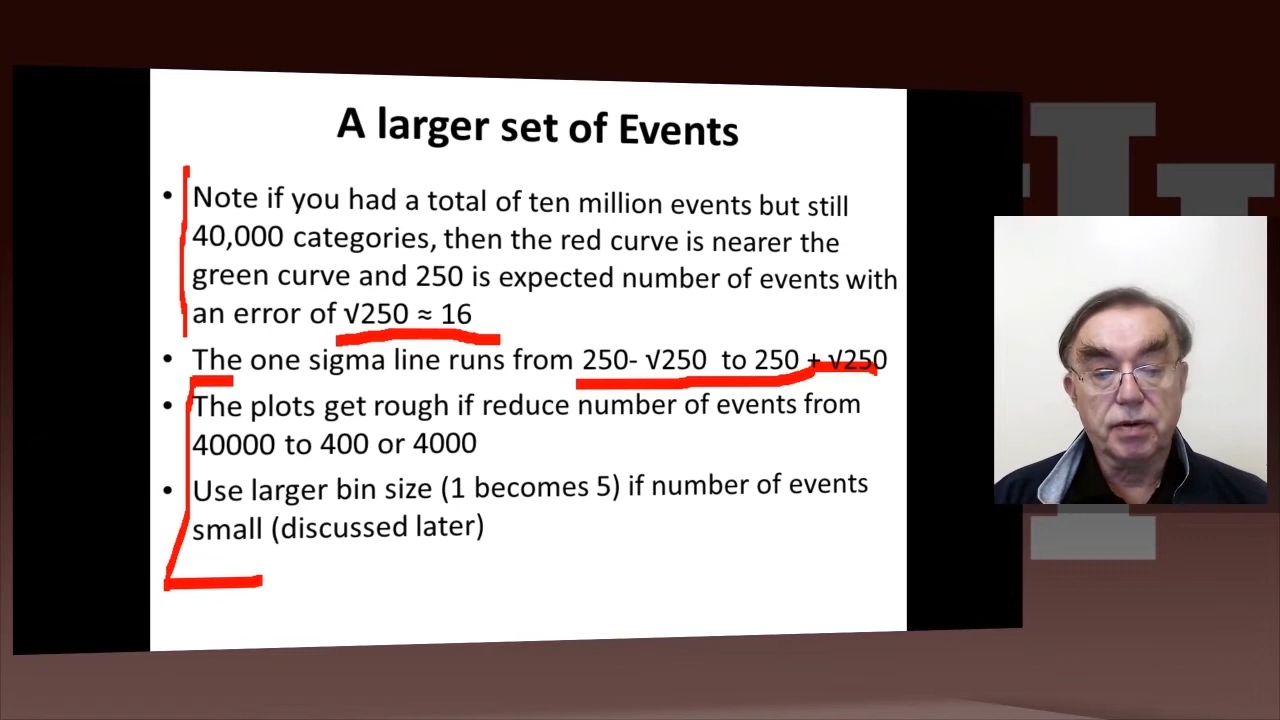 A larger set of Events
• Note if you had a total of ten million events but still
40,000 categories, then the red curve is nearer the
green curve and 250 is expected number of events with
an error of √250 ≈ 16
• The one sigma line runs from 250- √250 to 250 + √250
• The plots get rough if reduce number of events from
40000 to 400 or 4000
• Use larger bin size (1 becomes 5) if number of events
small (discussed later)